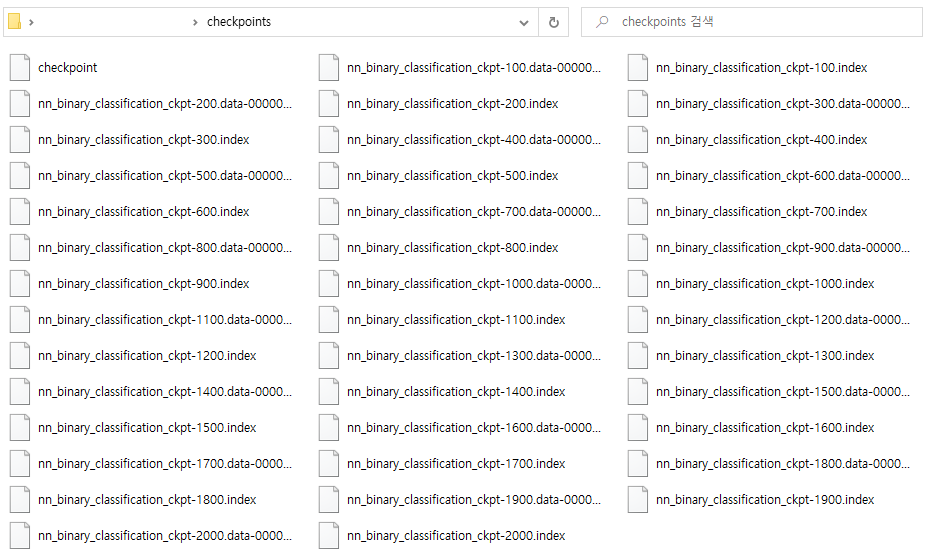 checkpoints
checkpoints 검색
checkpoint
nn_binary_classification_ckpt-100.data-00000...
nn_binary_classification_ckpt-100.index
nn_binary_classification_ckpt-200.data-00000...
nn_binary_classification_ckpt-200.index
nn_binary_classification_ckpt-300.data-00000...
nn_binary_classification_ckpt-300.index
nn_binary_classification_ckpt-400.data-00000...
nn_binary_classification_ckpt-400.index
nn_binary_classification_ckpt-500.data-00000...
nn_binary_classification_ckpt-500.index
nn_binary_classification_ckpt-600.data-00000...
nn_binary_classification_ckpt-600.index
nn_binary_classification_ckpt-700.data-00000...
nn_binary_classification_ckpt-700.index
nn_binary_classification_ckpt-800.data-00000...
nn_binary_classification_ckpt-800.index
nn_binary_classification_ckpt-900.data-00000...
nn_binary_classification_ckpt-900.index
nn_binary_classification_ckpt-1000.data-0000...
nn_binary_classification_ckpt-1000.index
nn_binary_classification_ckpt-1100.data-0000...
nn_binary_classification_ckpt-1100.index
nn_binary_classification_ckpt-1200.data-0000...
nn_binary_classification_ckpt-1200.index
nn_binary_classification_ckpt-1300.data-0000...
nn_binary_classification_ckpt-1300.index
nn_binary_classification_ckpt-1400.data-0000...
nn_binary_classification_ckpt-1400.index
nn_binary_classification_ckpt-1500.data-0000...
nn_binary_classification_ckpt-1500.index
nn_binary_classification_ckpt-1600.data-0000...
nn_binary_classification_ckpt-1600.index
nn_binary_classification_ckpt-1700.data-0000...
nn_binary_classification_ckpt-1700.index
nn_binary_classification_ckpt-1800.data-0000...
nn_binary_classification_ckpt-1800.index
nn_binary_classification_ckpt-1900.data-0000...
nn_binary_classification_ckpt-1900.index
nn_binary_classification_ckpt-2000.data-0000...
nn_binary_classification_ckpt-2000.index